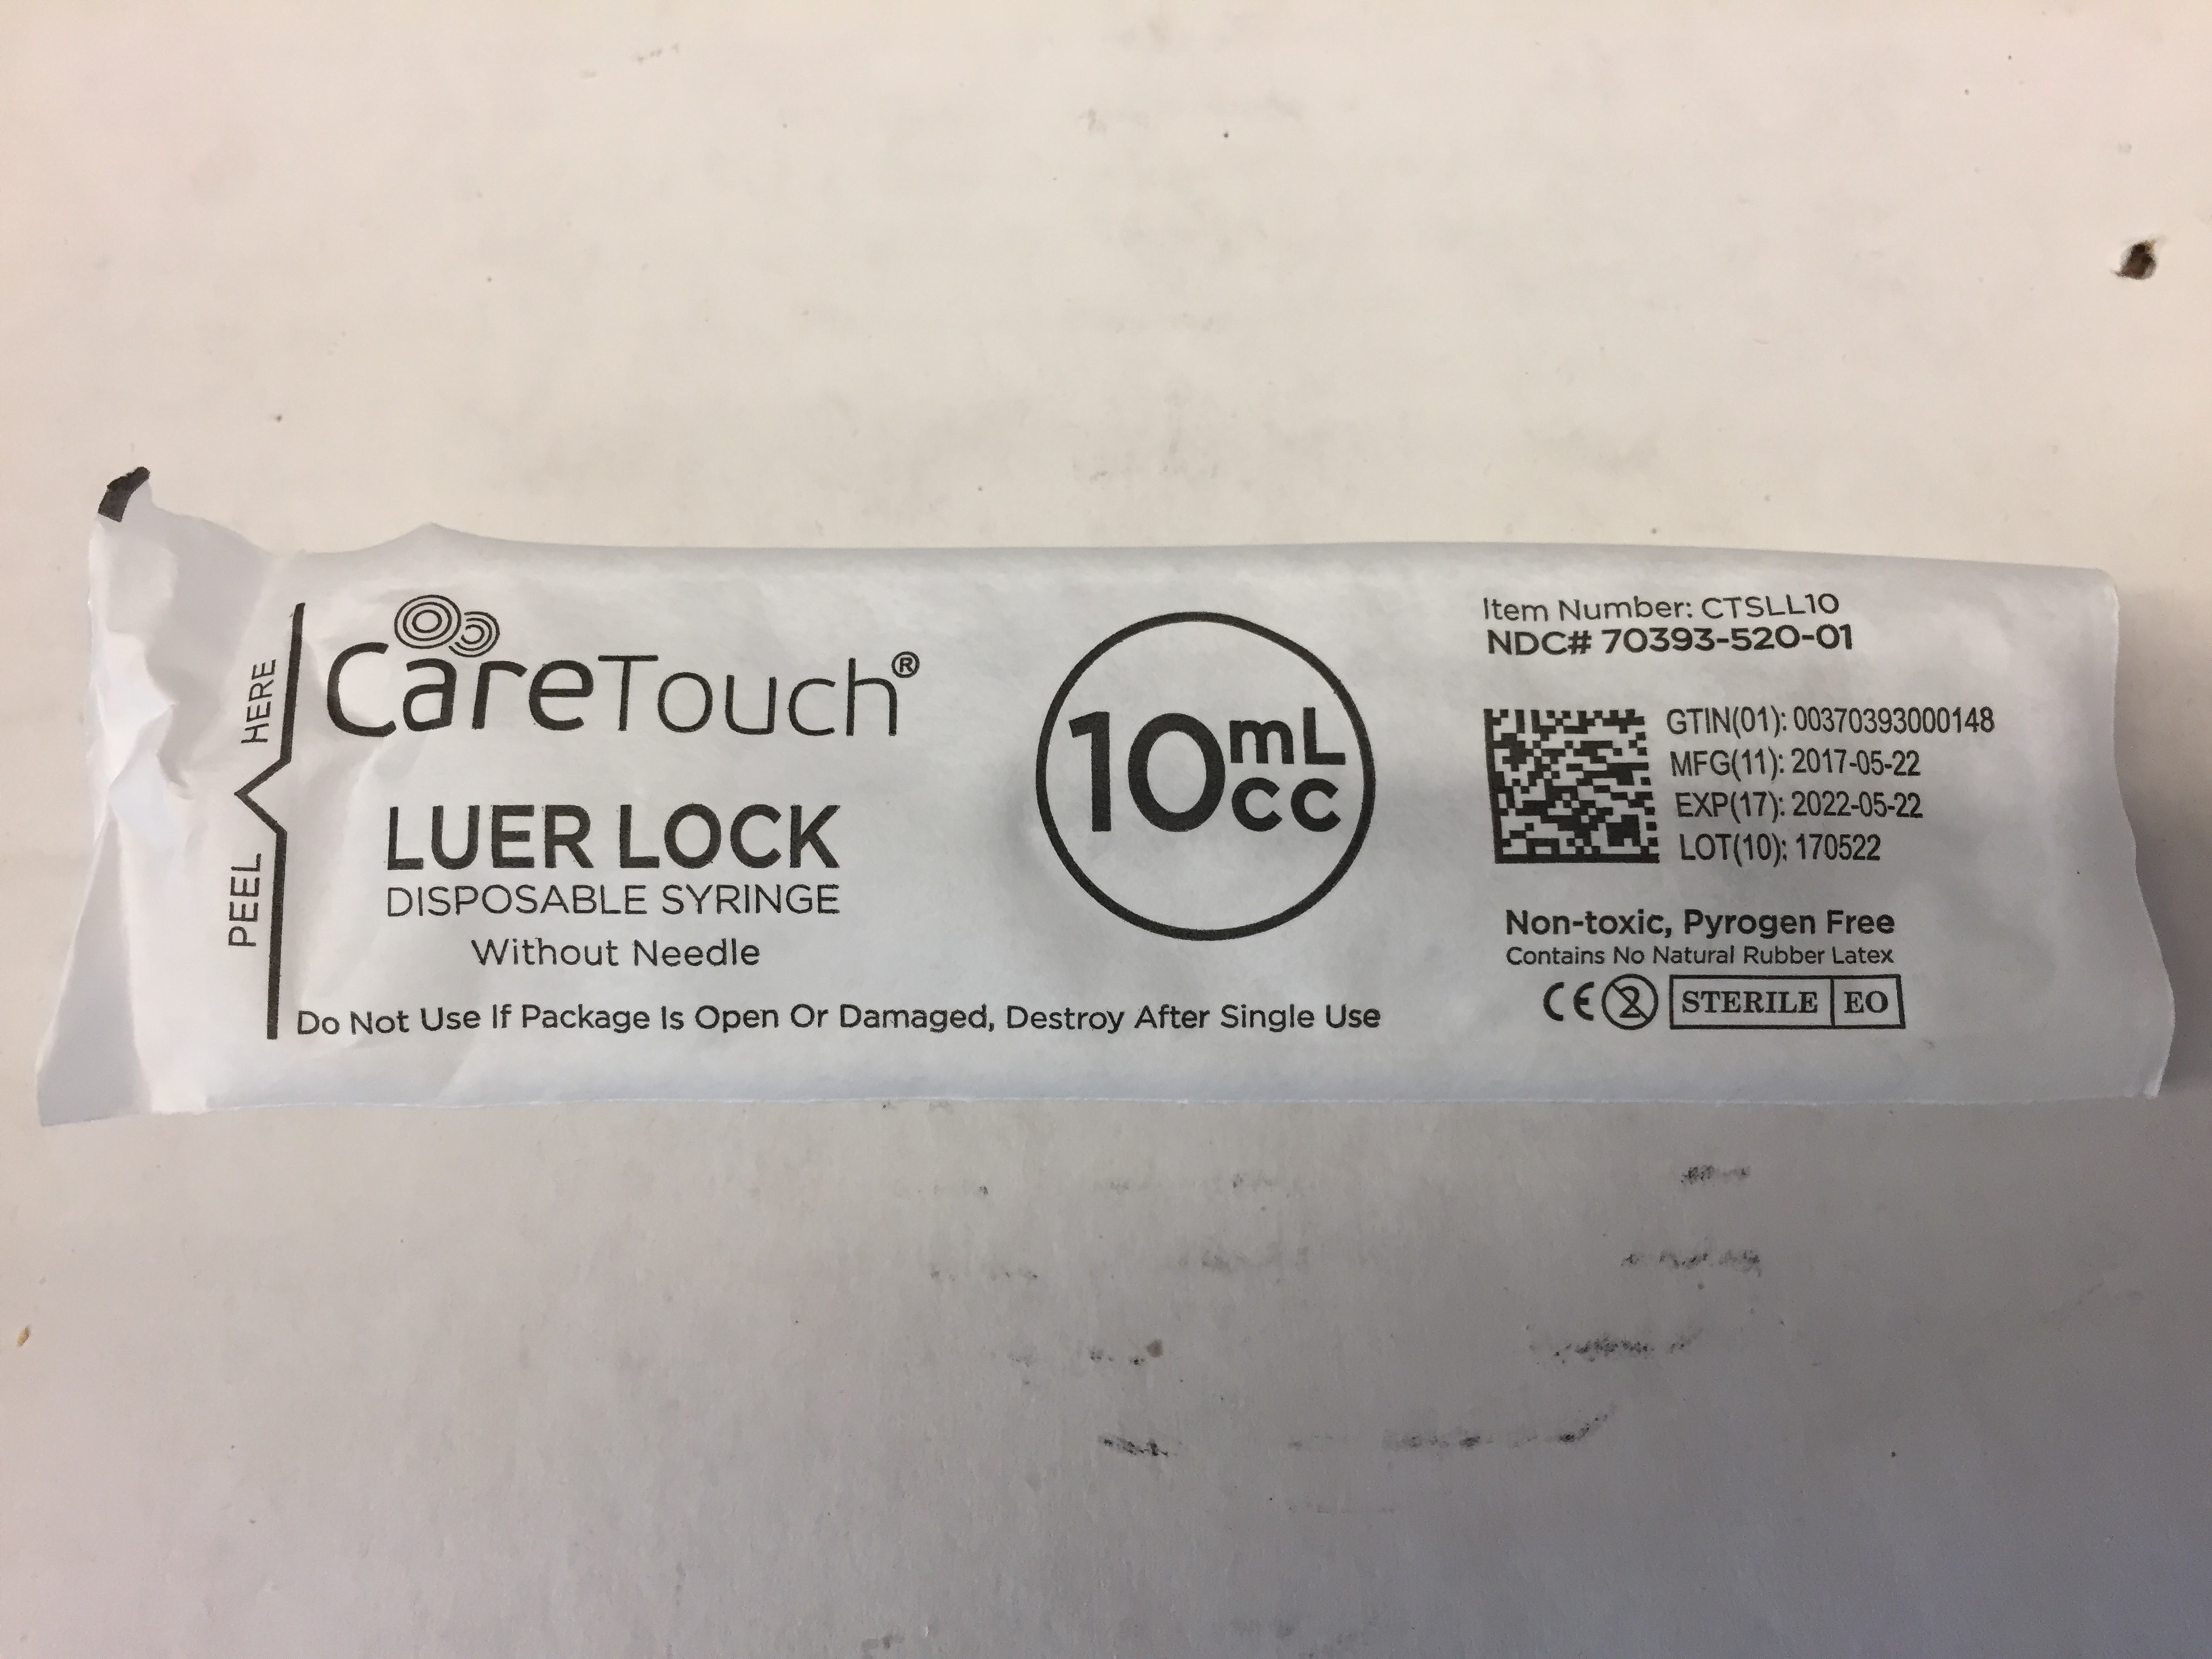 PEEL HERE
CareTouch®
LUER LOCK
DISPOSABLE SYRINGE
Without Needle
Do Not Use If Package Is Open Or Damaged, Destroy After Single Use
10 mL
cc
Item Number: CTSLL10
NDC# 70393-520-01
GTIN(01): 00370393000148
MFG(11): 2017-05-22
EXP(17): 2022-05-22
LOT(10): 170522
Non-toxic, Pyrogen Free
Contains No Natural Rubber Latex
CE 2 STERILE EO